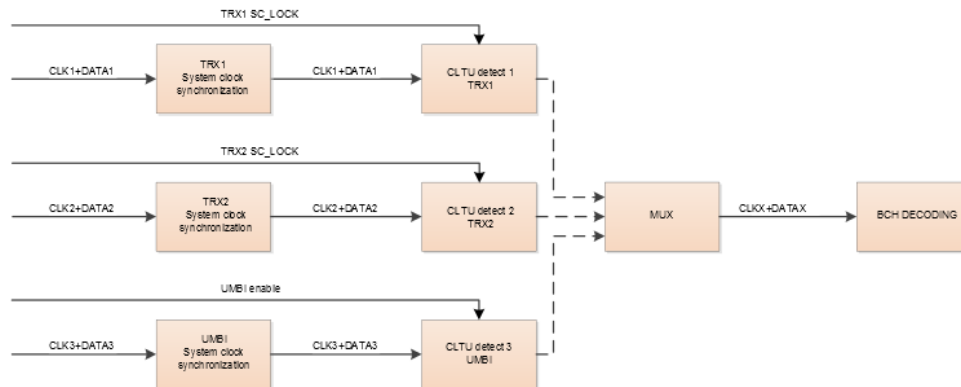 TRX1 SC_LOCK
CLK1+DATA1
TRX1
System clock
synchronization
CLK1+DATA1
CLTU detect 1
TRX1
TRX2 SC_LOCK
CLK2+DATA2
TRX2
System clock
synchronization
CLK2+DATA2
CLTU detect 2
TRX2
MUX
CLKX+DATAX
BCH DECODING
UMBI enable
CLK3+DATA3
UMBI
System clock
synchronization
CLK3+DATA3
CLTU detect 3
UMBI